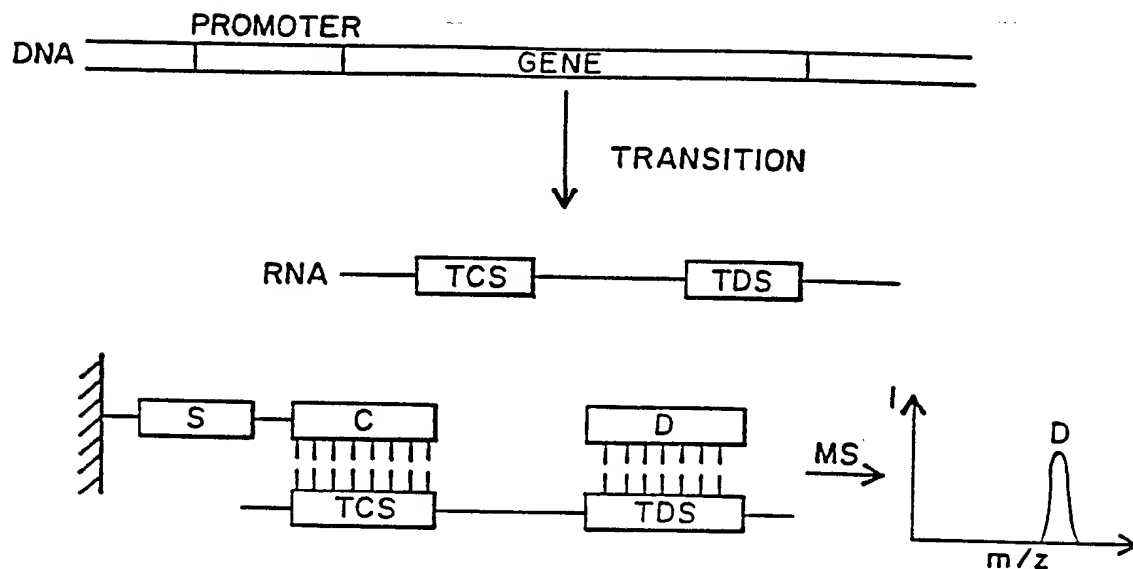 PROMOTER
DNA
GENE
TRANSITION
RNA
TCS
TDS
S
C
D
TCS
TDS
MS
I
D
m/z